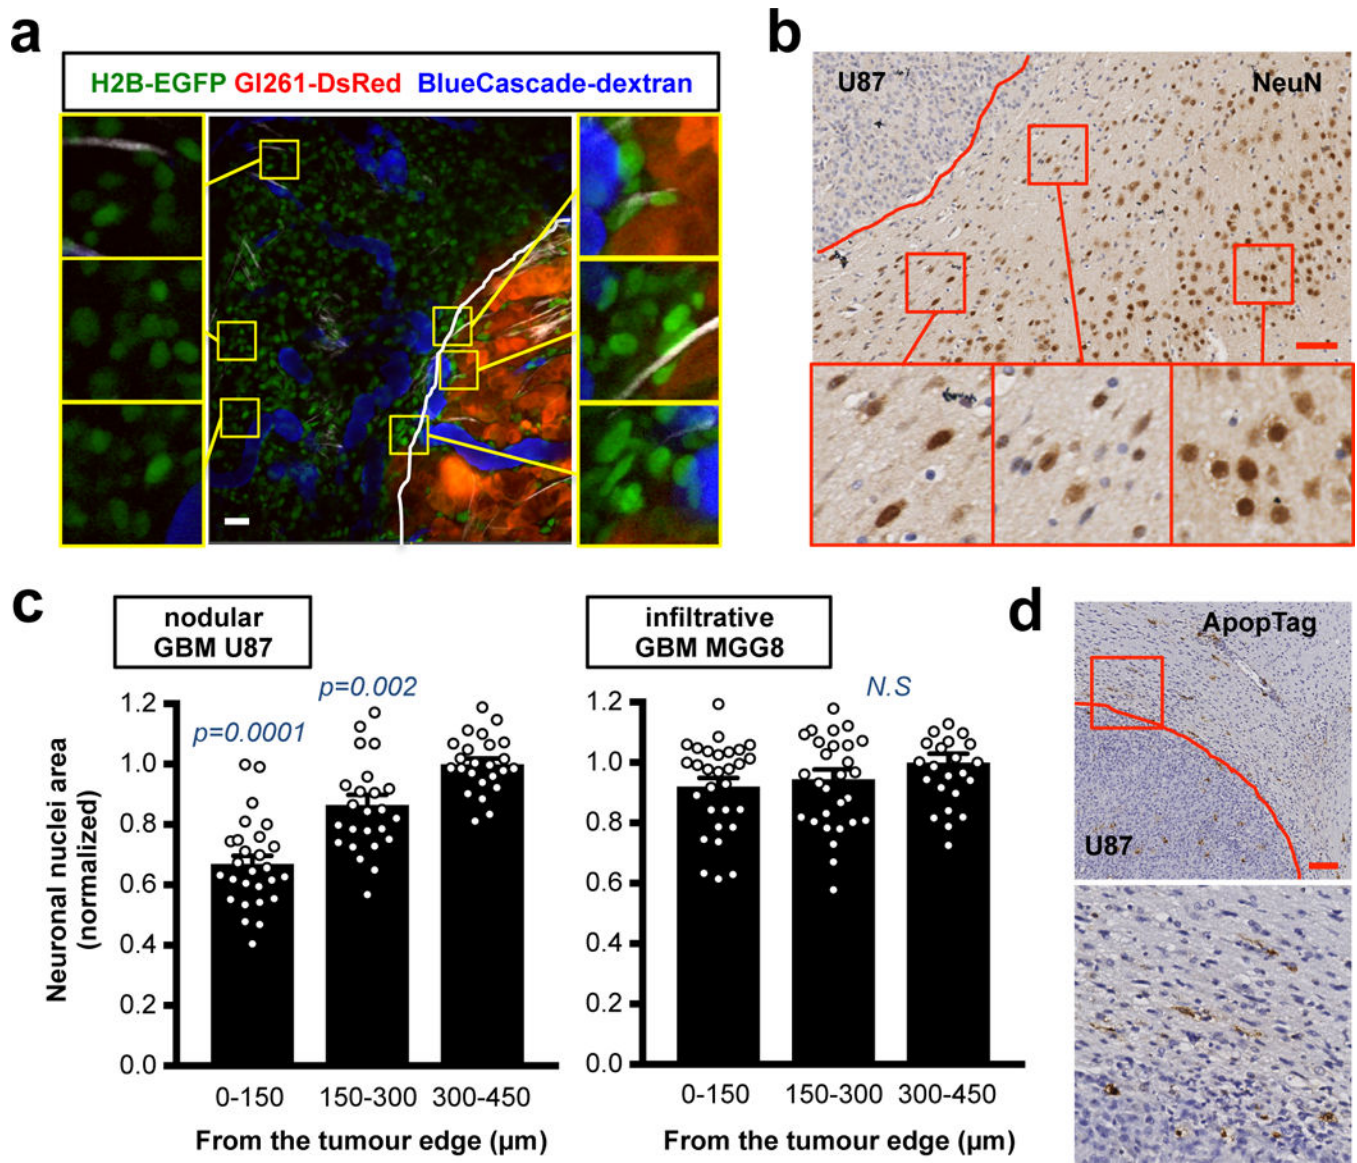 a
H2B-EGFP GI261-DsRed BlueCascade-dextran
b
U87
NeuN
c
nodular
GBM U87
p=0.0001
p=0.002
Neuronal nuclei area
(normalized)
1.2
1.0
0.8
0.6
0.4
0.2
0.0
0-150 150-300 300-450
From the tumour edge (µm)
infiltrative
GBM MGG8
N.S
1.2
1.0
0.8
0.6
0.4
0.2
0.0
0-150 150-300 300-450
From the tumour edge (µm)
d
ApopTag
U87